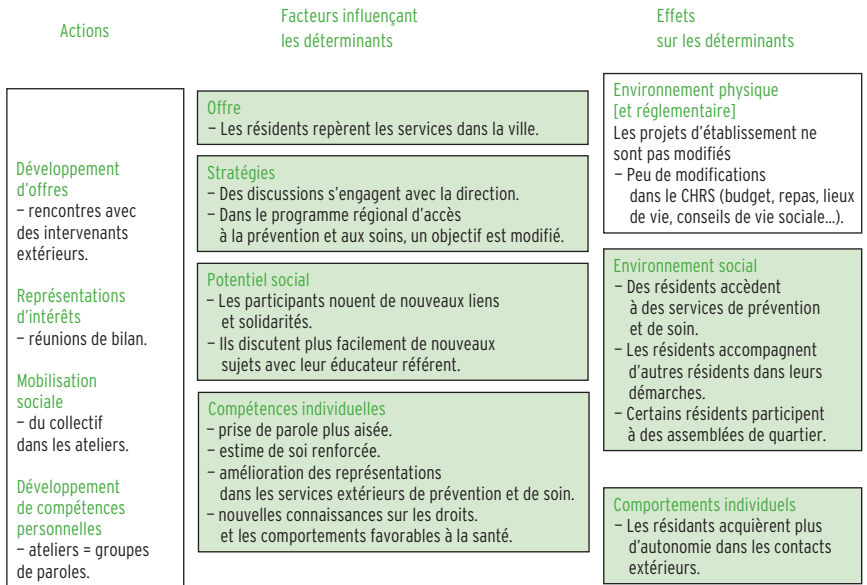 Actions
Facteurs influençant
les déterminants
Effets
sur les déterminants
Développement
d'offres
– rencontres avec
des intervenants
extérieurs.
Représentations
d'intérêts
– réunions de bilan.
Mobilisation
sociale
– du collectif
dans les ateliers.
Développement
de compétences
personnelles
– ateliers = groupes
de paroles.
Offre
– Les résidents repèrent les services dans la ville.
Stratégies
– Des discussions s'engagent avec la direction.
– Dans le programme régional d'accès
à la prévention et aux soins, un objectif est modifié.
Potentiel social
– Les participants nouent de nouveaux liens
et solidarités.
– Ils discutent plus facilement de nouveaux
sujets avec leur éducateur référent.
Compétences individuelles
– prise de parole plus aisée.
– estime de soi renforcée.
– amélioration des représentations
dans les services extérieurs de prévention et de soin.
– nouvelles connaissances sur les droits.
et les comportements favorables à la santé.
Environnement physique
[et réglementaire]
Les projets d'établissement ne
sont pas modifiés
– Peu de modifications
dans le CHRS (budget, repas, lieux
de vie, conseils de vie sociale...).
Environnement social
– Des résidents accèdent
à des services de prévention
et de soin.
– Les résidents accompagnent
d'autres résidents dans leurs
démarches.
– Certains résidents participent
à des assemblées de quartier.
Comportements individuels
– Les résidants acquièrent plus
d'autonomie dans les contacts
extérieurs.